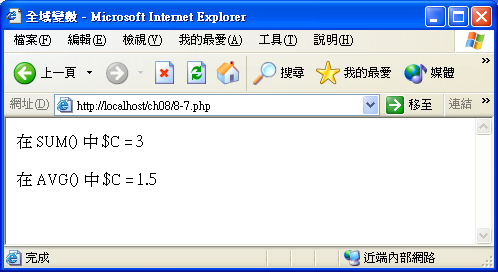 全域變數 - Microsoft Internet Explorer
檔案(F) 編輯(E) 檢視(V) 我的最愛(A) 工具(T) 說明(H)
上一頁 搜尋 我的最愛 媒體
網址(D) http://localhost/ch08/8-7.php 移至 連結
在 SUM() 中 $C = 3
在 AVG() 中 $C = 1.5
完成 近端內部網路